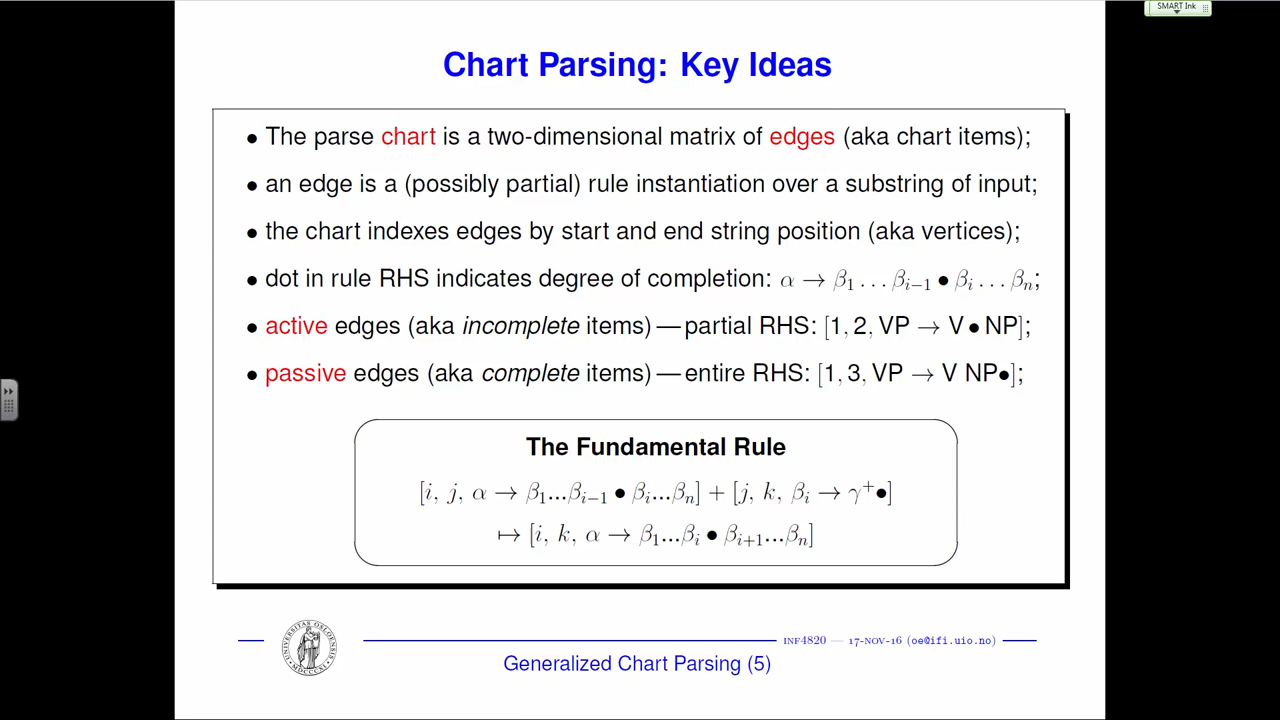 SMART Ink
Chart Parsing: Key Ideas
• The parse chart is a two-dimensional matrix of edges (aka chart items);
• an edge is a (possibly partial) rule instantiation over a substring of input;
• the chart indexes edges by start and end string position (aka vertices);
• dot in rule RHS indicates degree of completion: α → β₁ . . . βᵢ₋₁ • βᵢ . . . βₙ;
• active edges (aka incomplete items) — partial RHS: [1, 2, VP → V • NP];
• passive edges (aka complete items) — entire RHS: [1, 3, VP → V NP•];
The Fundamental Rule
[i, j, α → β₁...βᵢ₋₁ • βᵢ...βₙ] + [j, k, βᵢ → γ⁺•]
↦ [i, k, α → β₁...βᵢ • βᵢ₊₁...βₙ]
UNIVERSITAS OSLOENSIS
MDCCCXI
INF4820 — 17-NOV-16 (oe@ifi.uio.no)
Generalized Chart Parsing (5)